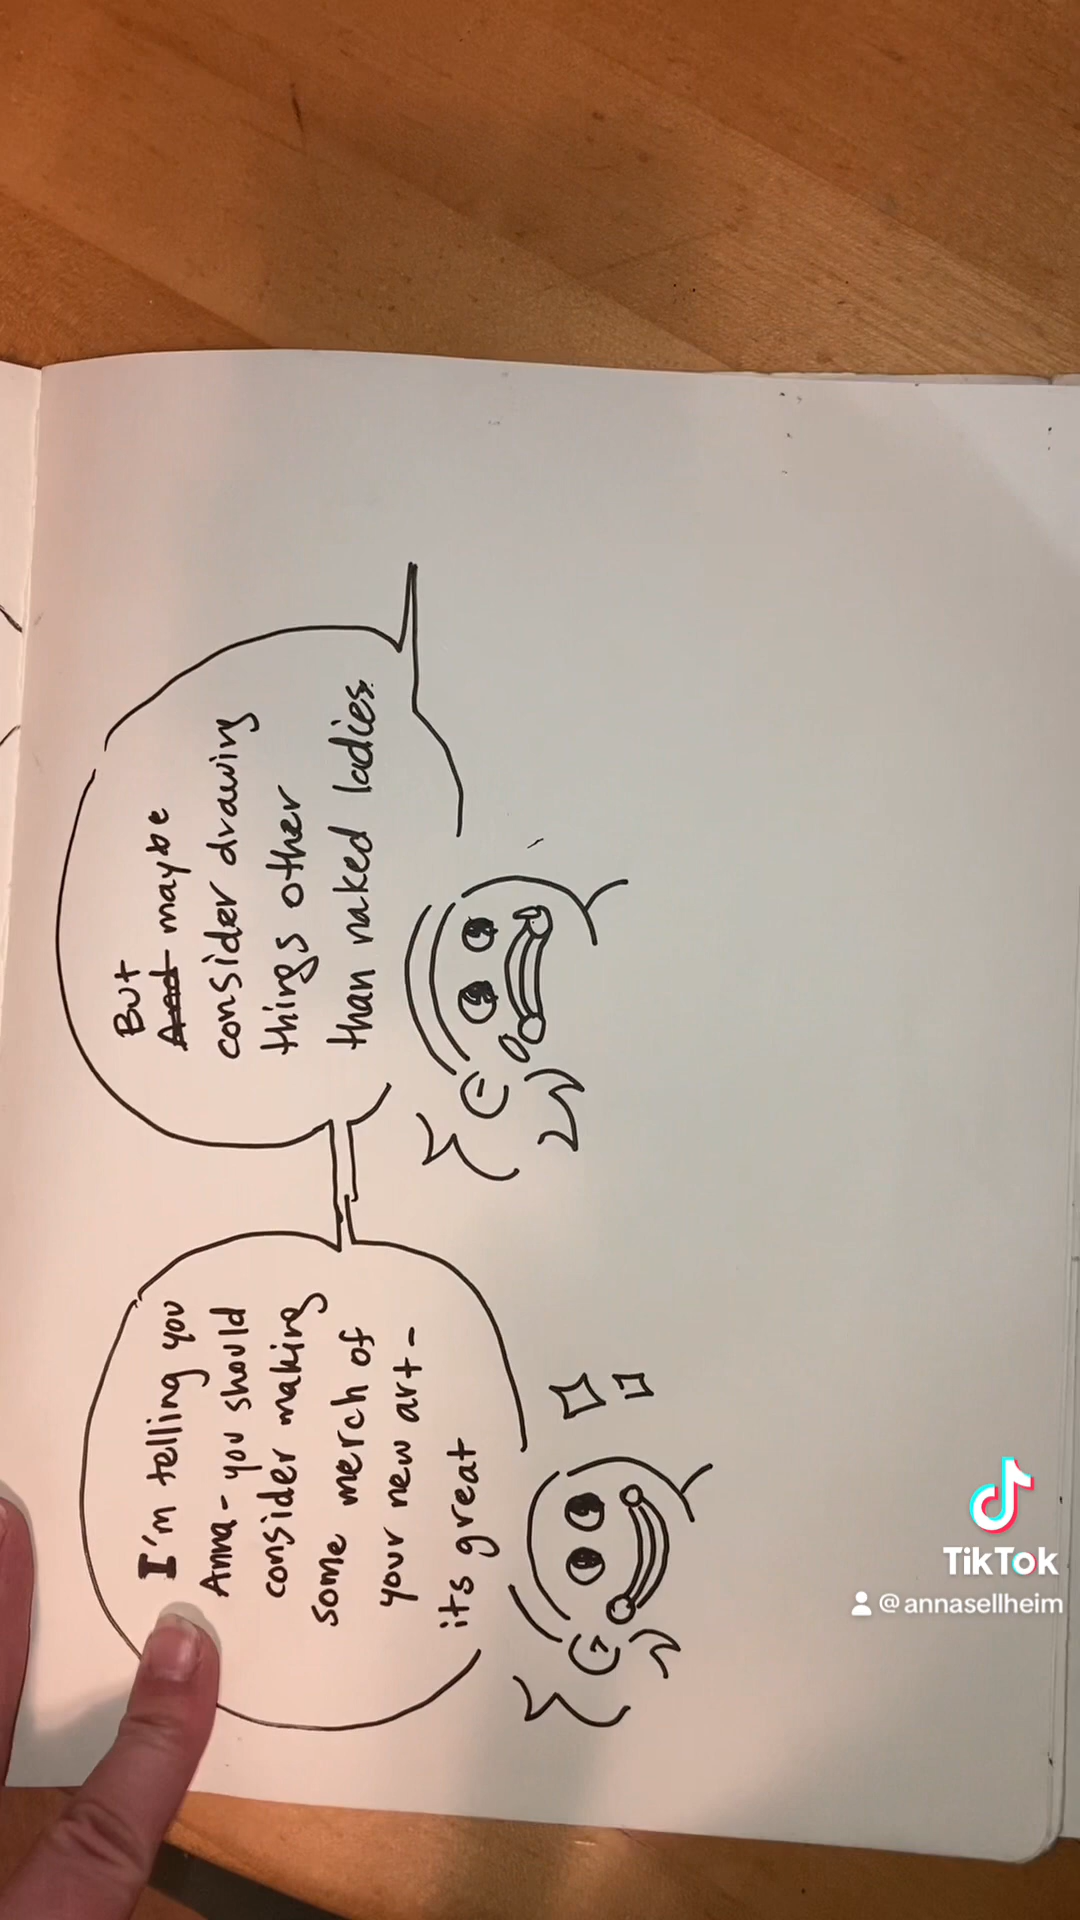 I'm telling you
Anna - you should
consider making
some merch of
your new art -
its great
But
And maybe
consider drawing
things other
than naked ladies
TikTok
@annasellheim